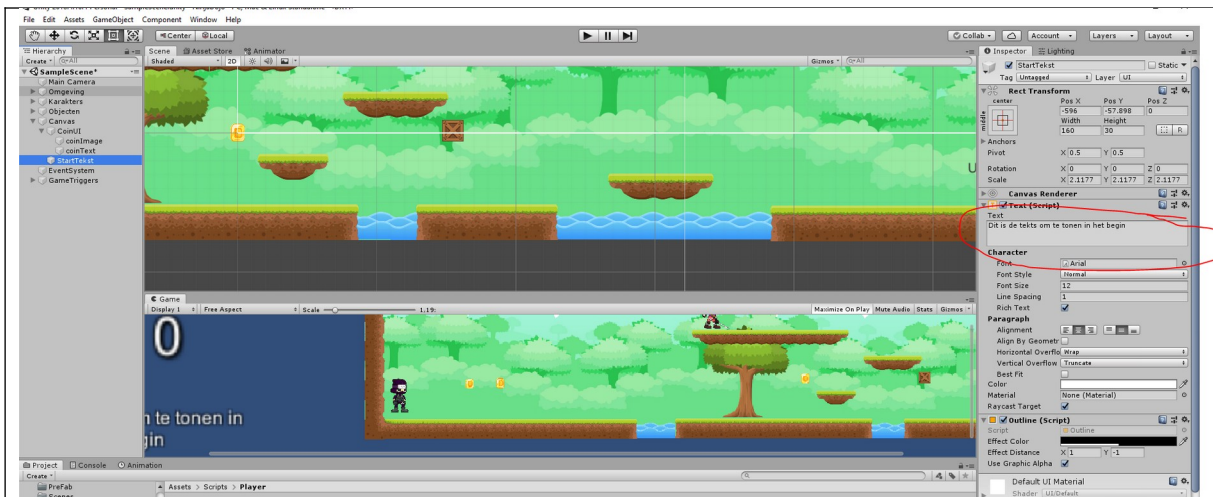 File Edit Assets GameObject Component Window Help
Center Local
Collab Account Layers Layout
Hierarchy
Create All
SampleScene*
Main Camera
Omgeving
Karakters
Objecten
Canvas
CoinUI
coinImage
coinText
StartTekst
EventSystem
GameTriggers
Scene Asset Store Animator
Shaded 2D Gizmos All
U
Game
Display 1 Free Aspect Scale 1.19: Maximize On Play Mute Audio Stats Gizmos
0
te tonen in
gin
Inspector Lighting
StartTekst Static
Tag Untagged Layer UI
Rect Transform
center Pos X Pos Y Pos Z
middle -596 -57.898 0
Width Height
160 30 R
Anchors
Pivot X 0.5 Y 0.5
Rotation X 0 Y 0 Z 0
Scale X 2.1177 Y 2.1177 Z 2.1177
Canvas Renderer
Text (Script)
Text
Dit is de tekts om te tonen in het begin
Character
Font Arial
Font Style Normal
Font Size 12
Line Spacing 1
Rich Text
Paragraph
Alignment
Align By Geometr
Horizontal Overflo Wrap
Vertical Overflow Truncate
Best Fit
Color
Material None (Material)
Raycast Target
Outline (Script)
Script Outline
Effect Color
Effect Distance X 1 Y -1
Use Graphic Alpha
Default UI Material
Shader UI/Default
Project Console Animation
Create
PreFab
Scenes
Assets > Scripts > Player